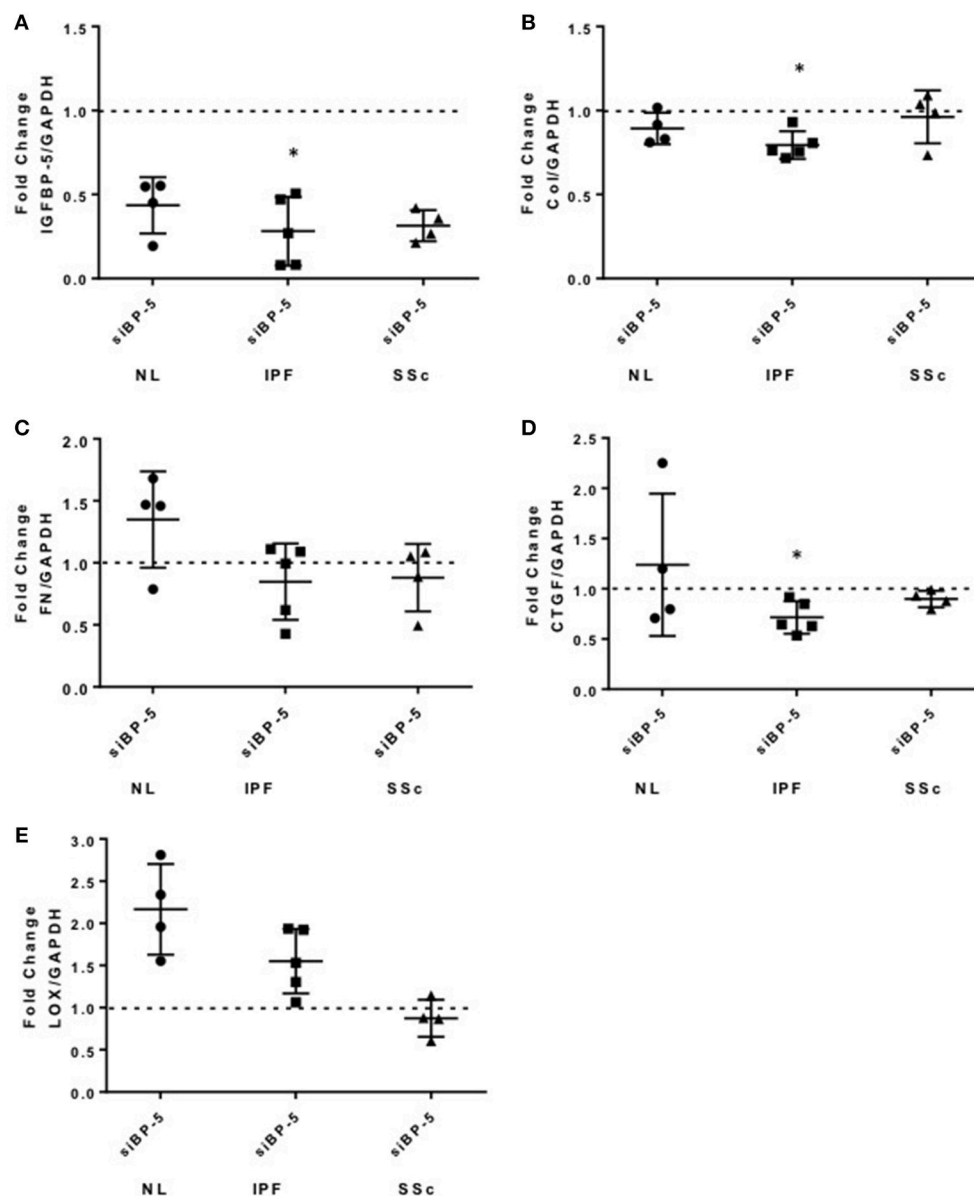 A
Fold Change
IGFBP-5/GAPDH
1.5
1.0
0.5
0.0
*
siBP-5 siBP-5 siBP-5
NL IPF SSc
B
Fold Change
Col/GAPDH
1.5
1.0
0.5
0.0
*
siBP-5 siBP-5 siBP-5
NL IPF SSc
C
Fold Change
FN/GAPDH
2.0
1.5
1.0
0.5
0.0
siBP-5 siBP-5 siBP-5
NL IPF SSc
D
Fold Change
CTGF/GAPDH
2.5
2.0
1.5
1.0
0.5
0.0
*
siBP-5 siBP-5 siBP-5
NL IPF SSc
E
Fold Change
LOX/GAPDH
3.0
2.5
2.0
1.5
1.0
0.5
0.0
siBP-5 siBP-5 siBP-5
NL IPF SSc